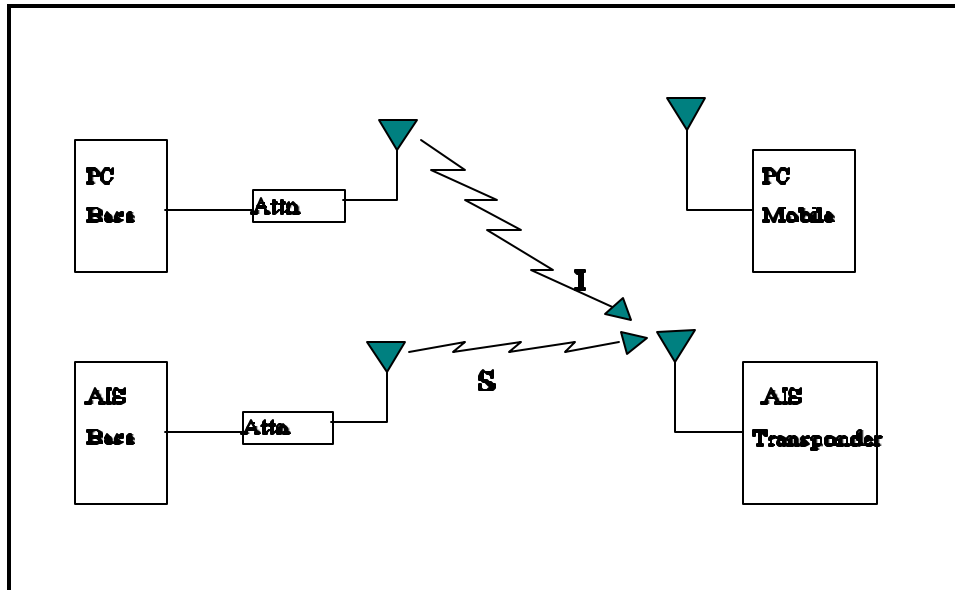 PC
Base
Attn
PC
Mobile
I
S
AIS
Base
Attn
AIS
Transponder